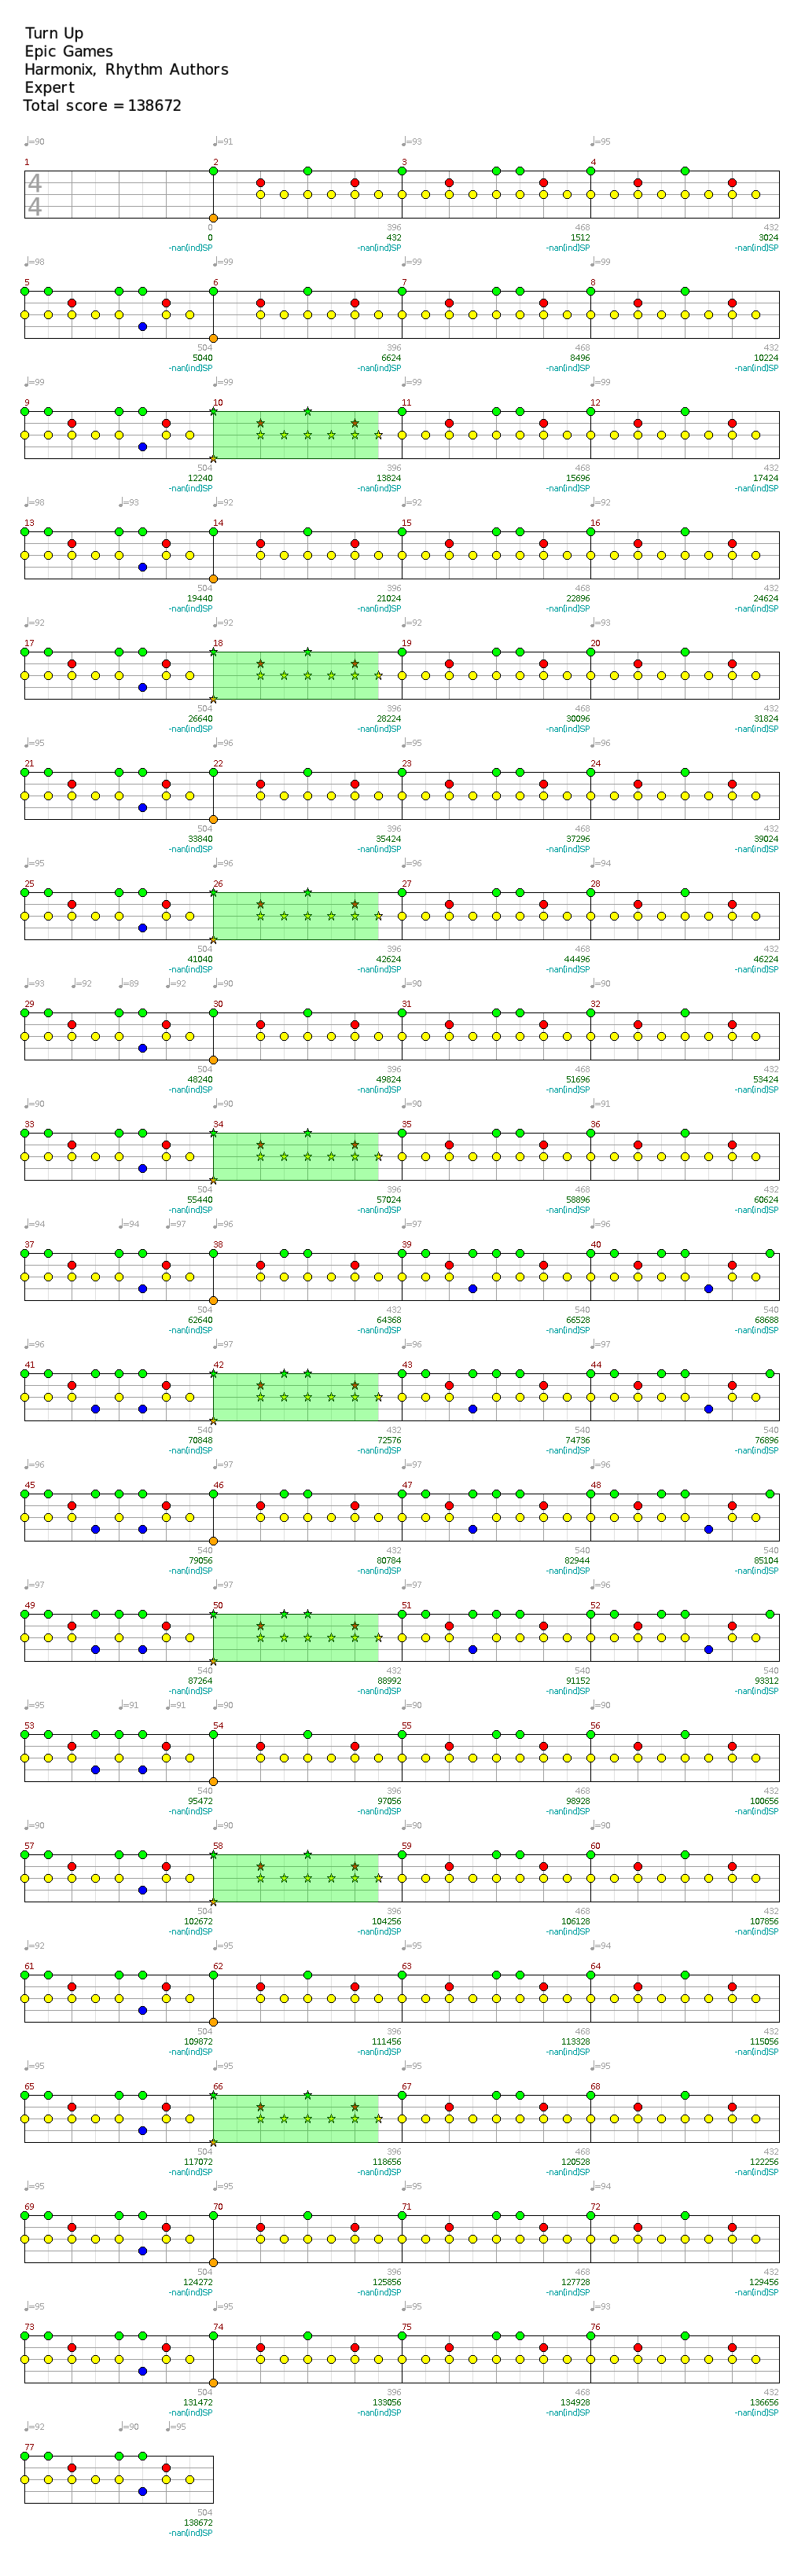 Turn Up
Epic Games
Harmonix, Rhythm Authors
Expert
Total score = 138672
♩=90 ♩=91 ♩=93 ♩=95
1 2 3 4
4
4
0 396 468 432
0 432 1512 3024
-nan(ind)SP -nan(ind)SP -nan(ind)SP -nan(ind)SP
♩=98 ♩=99 ♩=99 ♩=99
5 6 7 8
504 396 468 432
5040 6624 8496 10224
-nan(ind)SP -nan(ind)SP -nan(ind)SP -nan(ind)SP
♩=99 ♩=99 ♩=99 ♩=99
9 10 11 12
504 396 468 432
12240 13824 15696 17424
-nan(ind)SP -nan(ind)SP -nan(ind)SP -nan(ind)SP
♩=98 ♩=93 ♩=92 ♩=92 ♩=92
13 14 15 16
504 396 468 432
19440 21024 22896 24624
-nan(ind)SP -nan(ind)SP -nan(ind)SP -nan(ind)SP
♩=92 ♩=92 ♩=92 ♩=93
17 18 19 20
504 396 468 432
26640 28224 30096 31824
-nan(ind)SP -nan(ind)SP -nan(ind)SP -nan(ind)SP
♩=95 ♩=96 ♩=95 ♩=96
21 22 23 24
504 396 468 432
33840 35424 37296 39024
-nan(ind)SP -nan(ind)SP -nan(ind)SP -nan(ind)SP
♩=95 ♩=96 ♩=96 ♩=94
25 26 27 28
504 396 468 432
41040 42624 44496 46224
-nan(ind)SP -nan(ind)SP -nan(ind)SP -nan(ind)SP
♩=93 ♩=92 ♩=89 ♩=92 ♩=90 ♩=90 ♩=90
29 30 31 32
504 396 468 432
48240 49824 51696 53424
-nan(ind)SP -nan(ind)SP -nan(ind)SP -nan(ind)SP
♩=90 ♩=90 ♩=90 ♩=91
33 34 35 36
504 396 468 432
55440 57024 58896 60624
-nan(ind)SP -nan(ind)SP -nan(ind)SP -nan(ind)SP
♩=94 ♩=94 ♩=97 ♩=96 ♩=97 ♩=96
37 38 39 40
504 432 540 540
62640 64368 66528 68688
-nan(ind)SP -nan(ind)SP -nan(ind)SP -nan(ind)SP
♩=96 ♩=97 ♩=96 ♩=97
41 42 43 44
540 432 540 540
70848 72576 74736 76896
-nan(ind)SP -nan(ind)SP -nan(ind)SP -nan(ind)SP
♩=96 ♩=97 ♩=97 ♩=96
45 46 47 48
540 432 540 540
79056 80784 82944 85104
-nan(ind)SP -nan(ind)SP -nan(ind)SP -nan(ind)SP
♩=97 ♩=97 ♩=97 ♩=96
49 50 51 52
540 432 540 540
87264 88992 91152 93312
-nan(ind)SP -nan(ind)SP -nan(ind)SP -nan(ind)SP
♩=95 ♩=91 ♩=91 ♩=90 ♩=90 ♩=90
53 54 55 56
540 396 468 432
95472 97056 98928 100656
-nan(ind)SP -nan(ind)SP -nan(ind)SP -nan(ind)SP
♩=90 ♩=90 ♩=90 ♩=90
57 58 59 60
504 396 468 432
102672 104256 106128 107856
-nan(ind)SP -nan(ind)SP -nan(ind)SP -nan(ind)SP
♩=92 ♩=95 ♩=95 ♩=94
61 62 63 64
504 396 468 432
109872 111456 113328 115056
-nan(ind)SP -nan(ind)SP -nan(ind)SP -nan(ind)SP
♩=95 ♩=95 ♩=95 ♩=95
65 66 67 68
504 396 468 432
117072 118656 120528 122256
-nan(ind)SP -nan(ind)SP -nan(ind)SP -nan(ind)SP
♩=95 ♩=95 ♩=95 ♩=94
69 70 71 72
504 396 468 432
124272 125856 127728 129456
-nan(ind)SP -nan(ind)SP -nan(ind)SP -nan(ind)SP
♩=95 ♩=95 ♩=95 ♩=93
73 74 75 76
504 396 468 432
131472 133056 134928 136656
-nan(ind)SP -nan(ind)SP -nan(ind)SP -nan(ind)SP
♩=92 ♩=90 ♩=95
77
504
138672
-nan(ind)SP